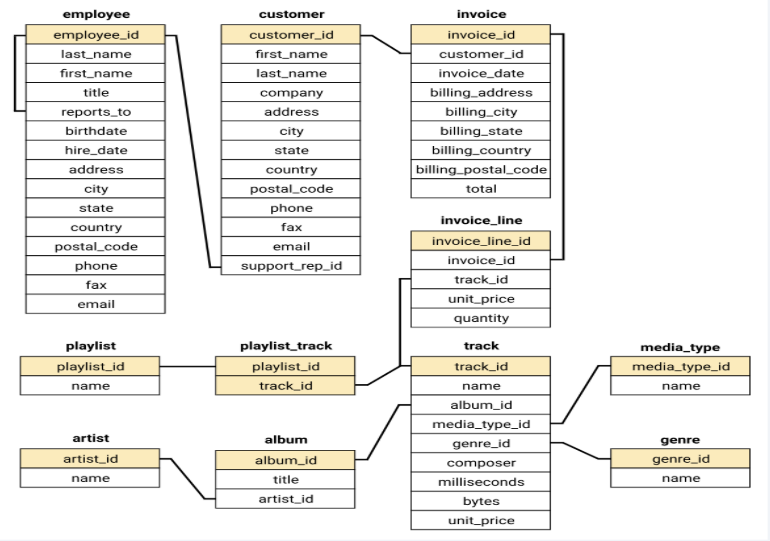 employee
employee_id
last_name
first_name
title
reports_to
birthdate
hire_date
address
city
state
country
postal_code
phone
fax
email
customer
customer_id
first_name
last_name
company
address
city
state
country
postal_code
phone
fax
email
support_rep_id
invoice
invoice_id
customer_id
invoice_date
billing_address
billing_city
billing_state
billing_country
billing_postal_code
total
invoice_line
invoice_line_id
invoice_id
track_id
unit_price
quantity
playlist
playlist_id
name
playlist_track
playlist_id
track_id
track
track_id
name
album_id
media_type_id
genre_id
composer
milliseconds
bytes
unit_price
media_type
media_type_id
name
artist
artist_id
name
album
album_id
title
artist_id
genre
genre_id
name